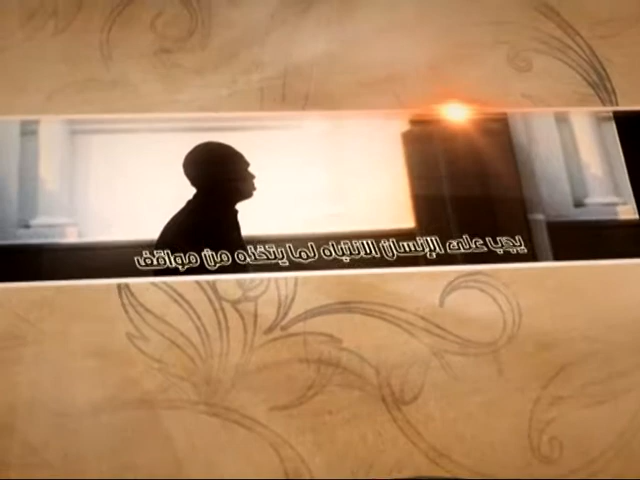 يجب على الإنسان الانتباه لما يتخذه من مواقف